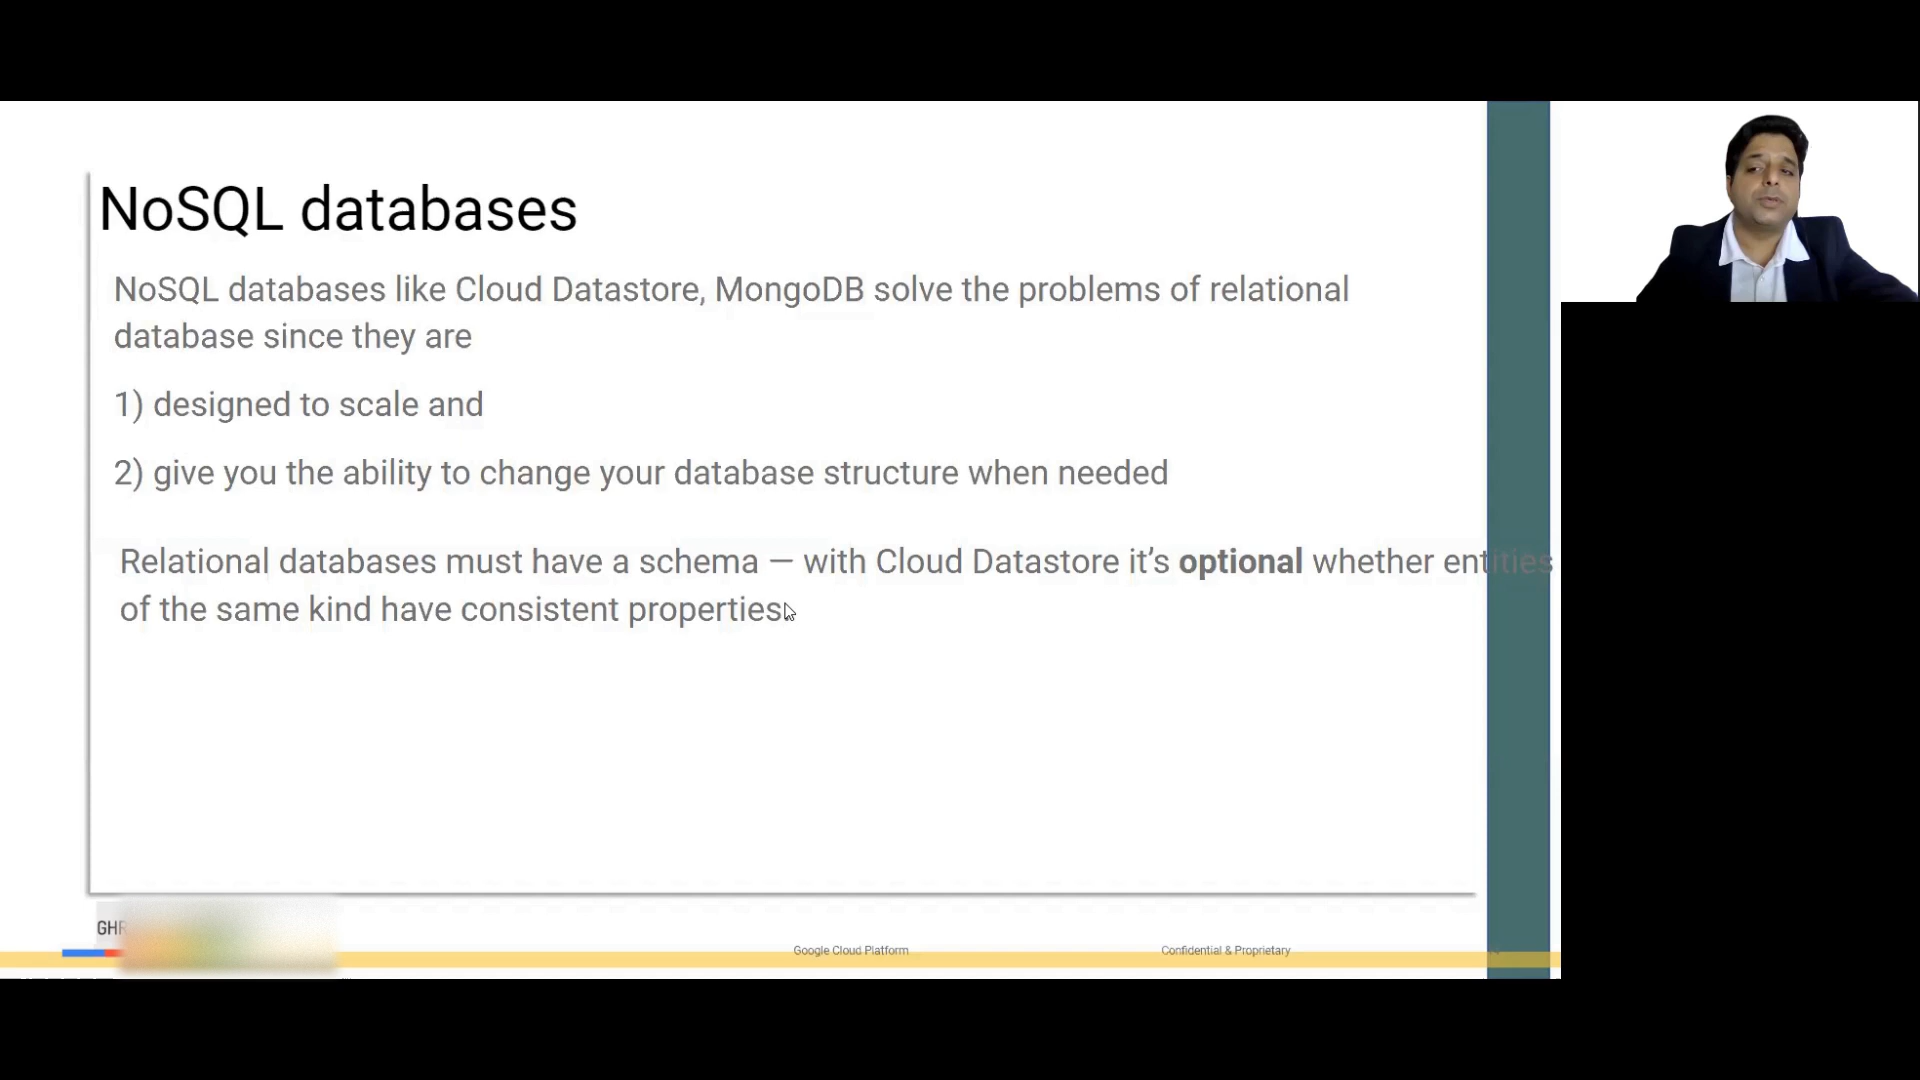 NoSQL databases
NoSQL databases like Cloud Datastore, MongoDB solve the problems of relational
database since they are
1) designed to scale and
2) give you the ability to change your database structure when needed
Relational databases must have a schema — with Cloud Datastore it’s optional whether entities
of the same kind have consistent properties.
Google Cloud Platform
Confidential & Proprietary